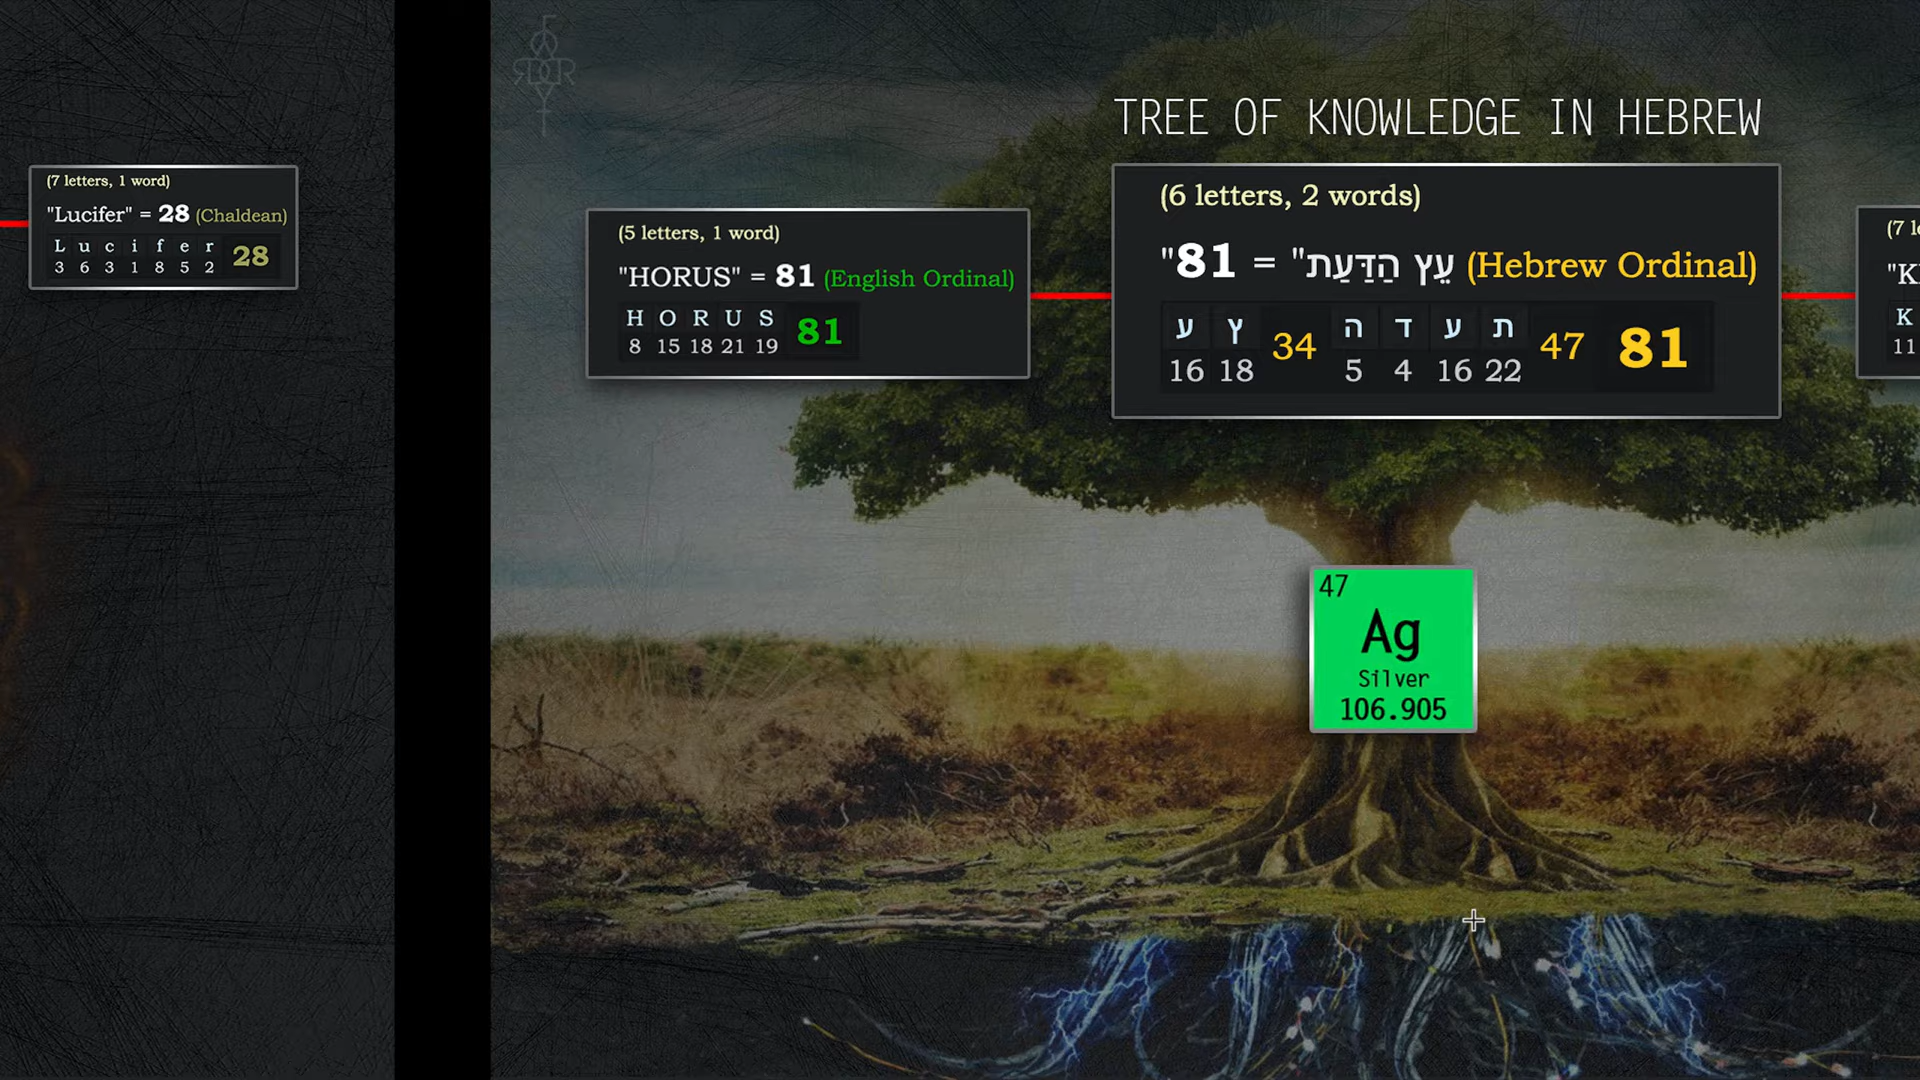 (7 letters, 1 word)
"Lucifer" = 28 (Chaldean)
L u c i f e r
3 6 3 1 8 5 2 28
(5 letters, 1 word)
"HORUS" = 81 (English Ordinal)
H O R U S
8 15 18 21 19 81
TREE OF KNOWLEDGE IN HEBREW
(6 letters, 2 words)
"81 = "עֵץ הַדַּעַת (Hebrew Ordinal)
ע ץ 34 ה ד ע ת 47 81
16 18 5 4 16 22
47
Ag
Silver
106.905
(7
"K
K
11